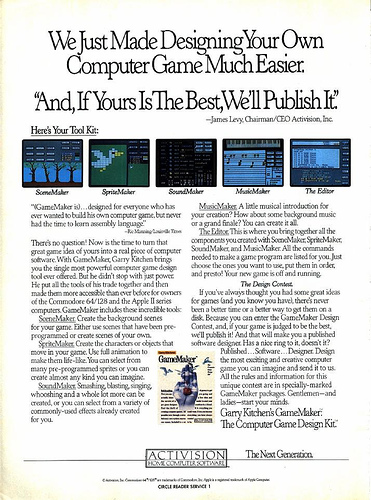 We Just Made Designing Your Own
Computer Game Much Easier.
"And, If Yours Is The Best, We'll Publish It."
—James Levy, Chairman/CEO Activision, Inc.
Here's Your Tool Kit:
SceneMaker SpriteMaker SoundMaker MusicMaker The Editor
"(GameMaker is)...designed for everyone who has
ever wanted to build his own computer game, but never
had the time to learn assembly language."
There's no question! Now is the time to turn that
great game idea of yours into a real piece of computer
software. With GameMaker, Garry Kitchen brings
you the single most powerful computer game design
tool ever offered. But he didn't stop with just power.
He put all the tools of his trade together and then
made them more accessible than ever before for owners
of the Commodore 64/128 and the Apple II series
computers. GameMaker includes these incredible tools:
SceneMaker. Create the background scenes
for your game. Either use scenes that have been pre-
programmed or create scenes of your own.
SpriteMaker. Create the characters or objects that
move in your game. Use full animation to
make them life-like. You can select from
many pre-programmed sprites or you can
create almost any kind you can imagine.
SoundMaker. Smashing, blasting, singing,
whooshing and a whole lot more can be
created, or you can select from a variety of
commonly-used effects already created
for you.
MusicMaker. A little musical introduction for
your creation? How about some background music
or a grand finale? You can create it all.
The Editor. This is where you bring together all the
components you created with SceneMaker, SpriteMaker,
SoundMaker, and MusicMaker. All the commands
needed to make a game program are listed for you. Just
choose the ones you want to use, put them in order,
and presto! Your new game is off and running.
The Design Contest.
If you've always thought you had some great ideas
for games (and you know you have), there's never
been a better time or a better way to get them on a
disk. Because you can enter the GameMaker Design
Contest, and, if your game is judged to be the best,
we'll publish it! And that will make you a published
software designer. Has a nice ring to it, doesn't it?
Published...Software...Designer. Design
the most exciting and creative computer
game you can imagine and send it to us.
All the rules and information for this
unique contest are in specially-marked
GameMaker packages. Gentlemen—and
ladies—start your minds.
Garry Kitchen's GameMaker:
The Computer Game Design Kit.
GameMaker
ACTIVISION
HOME COMPUTER SOFTWARE
The Next Generation.
CIRCLE READER SERVICE 1